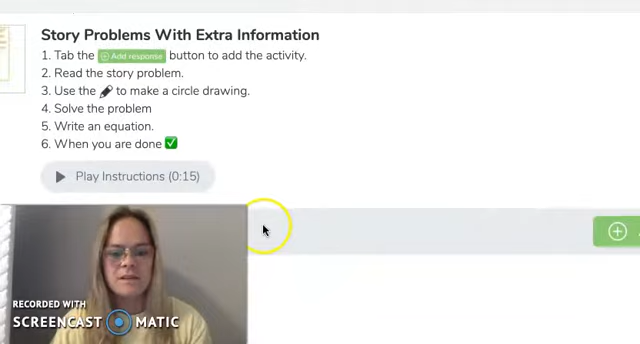 Story Problems With Extra Information
1. Tab the Add response button to add the activity.
2. Read the story problem.
3. Use the to make a circle drawing.
4. Solve the problem
5. Write an equation.
6. When you are done
Play Instructions (0:15)
RECORDED WITH
SCREENCAST MATIC